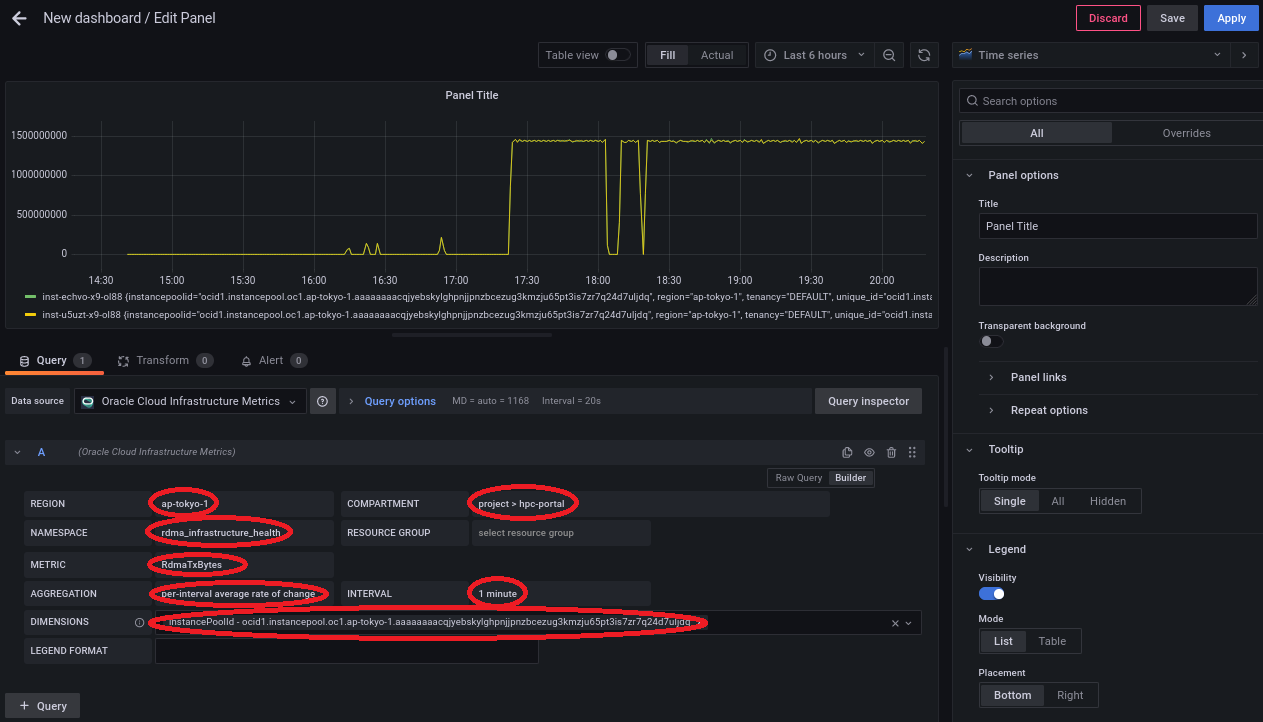 New dashboard / Edit Panel
Discard Save Apply
Table view Fill Actual Last 6 hours Time series
Panel Title
Search options
All Overrides
1500000000
1000000000
500000000
0
14:30 15:00 15:30 16:00 16:30 17:00 17:30 18:00 18:30 19:00 19:30 20:00
inst-echvo-x9-ol88 {instancepoolid="ocid1.instancepool.oc1.ap-tokyo-1.aaaaaaaacqjyebskylghpnjjpnzbcezug3kmzju65pt3is7zr7q24d7uljdq", region="ap-tokyo-1", tenancy="DEFAULT", unique_id="ocid1.insta
inst-u5uzt-x9-ol88 {instancepoolid="ocid1.instancepool.oc1.ap-tokyo-1.aaaaaaaacqjyebskylghpnjjpnzbcezug3kmzju65pt3is7zr7q24d7uljdq", region="ap-tokyo-1", tenancy="DEFAULT", unique_id="ocid1.insta
Panel options
Title
Panel Title
Description
Transparent background
Panel links
Repeat options
Tooltip
Tooltip mode
Single All Hidden
Legend
Visibility
Mode
List Table
Placement
Bottom Right
Query 1 Transform 0 Alert 0
Data source Oracle Cloud Infrastructure Metrics Query options MD = auto = 1168 Interval = 20s Query inspector
A (Oracle Cloud Infrastructure Metrics)
Raw Query Builder
REGION ap-tokyo-1 COMPARTMENT project > hpc-portal
NAMESPACE rdma_infrastructure_health RESOURCE GROUP select resource group
METRIC RdmaTxBytes
AGGREGATION per-interval average rate of change INTERVAL 1 minute
DIMENSIONS instancePoolId - ocid1.instancepool.oc1.ap-tokyo-1.aaaaaaaacqjyebskylghpnjjpnzbcezug3kmzju65pt3is7zr7q24d7uljdq
LEGEND FORMAT
+ Query